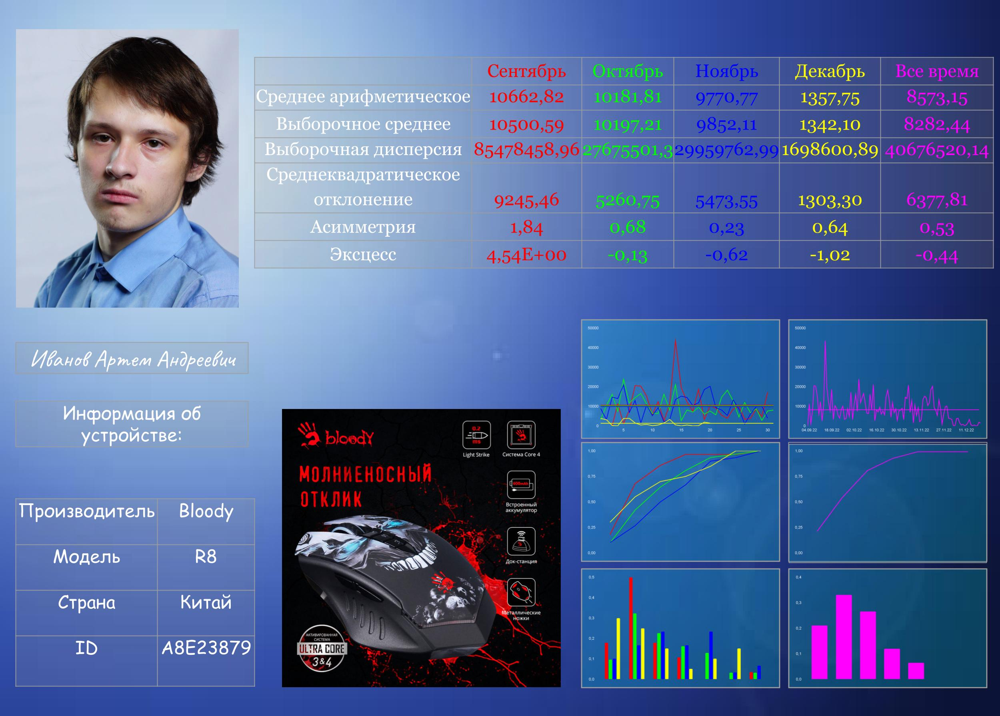 Сентябрь Октябрь Ноябрь Декабрь Все время
Среднее арифметическое 10662,82 10181,81 9770,77 1357,75 8573,15
Выборочное среднее 10500,59 10197,21 9852,11 1342,10 8282,44
Выборочная дисперсия 85478458,96 27675501,3 29959762,99 1698600,89 40676520,14
Среднеквадратическое
отклонение 9245,46 5260,75 5473,55 1303,30 6377,81
Асимметрия 1,84 0,68 0,23 0,64 0,53
Эксцесс 4,54E+00 -0,13 -0,62 -1,02 -0,44
Иванов Артем Андреевич
Информация об
устройстве:
Производитель Bloody
Модель R8
Страна Китай
ID A8E23879
bloody
0.2
ms
Light Strike
Система Core 4
МОЛНИЕНОСНЫЙ
ОТКЛИК
600mAh
Встроенный
аккумулятор
Док-станция
Металлические
ножки
АКТИВИРОВАННАЯ
СИСТЕМА
ULTRA CORE
3&4
50000
40000
30000
20000
10000
0
5 10 15 20 25 30
50000
40000
30000
20000
10000
0
04.09.22 18.09.22 02.10.22 16.10.22 30.10.22 13.11.22 27.11.22 11.12.22
1,00
0,75
0,50
0,25
0,00
1,00
0,75
0,50
0,25
0,00
0,5
0,4
0,3
0,2
0,1
0,0
0,4
0,3
0,2
0,1
0,0